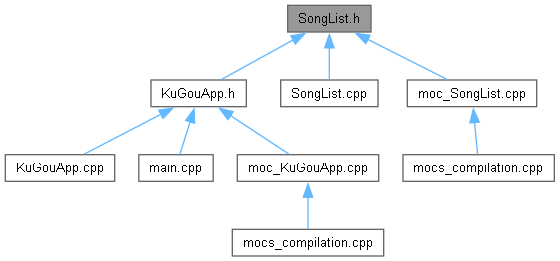 SongList.h
KuGouApp.h
SongList.cpp
moc_SongList.cpp
KuGouApp.cpp
main.cpp
moc_KuGouApp.cpp
mocs_compilation.cpp
mocs_compilation.cpp